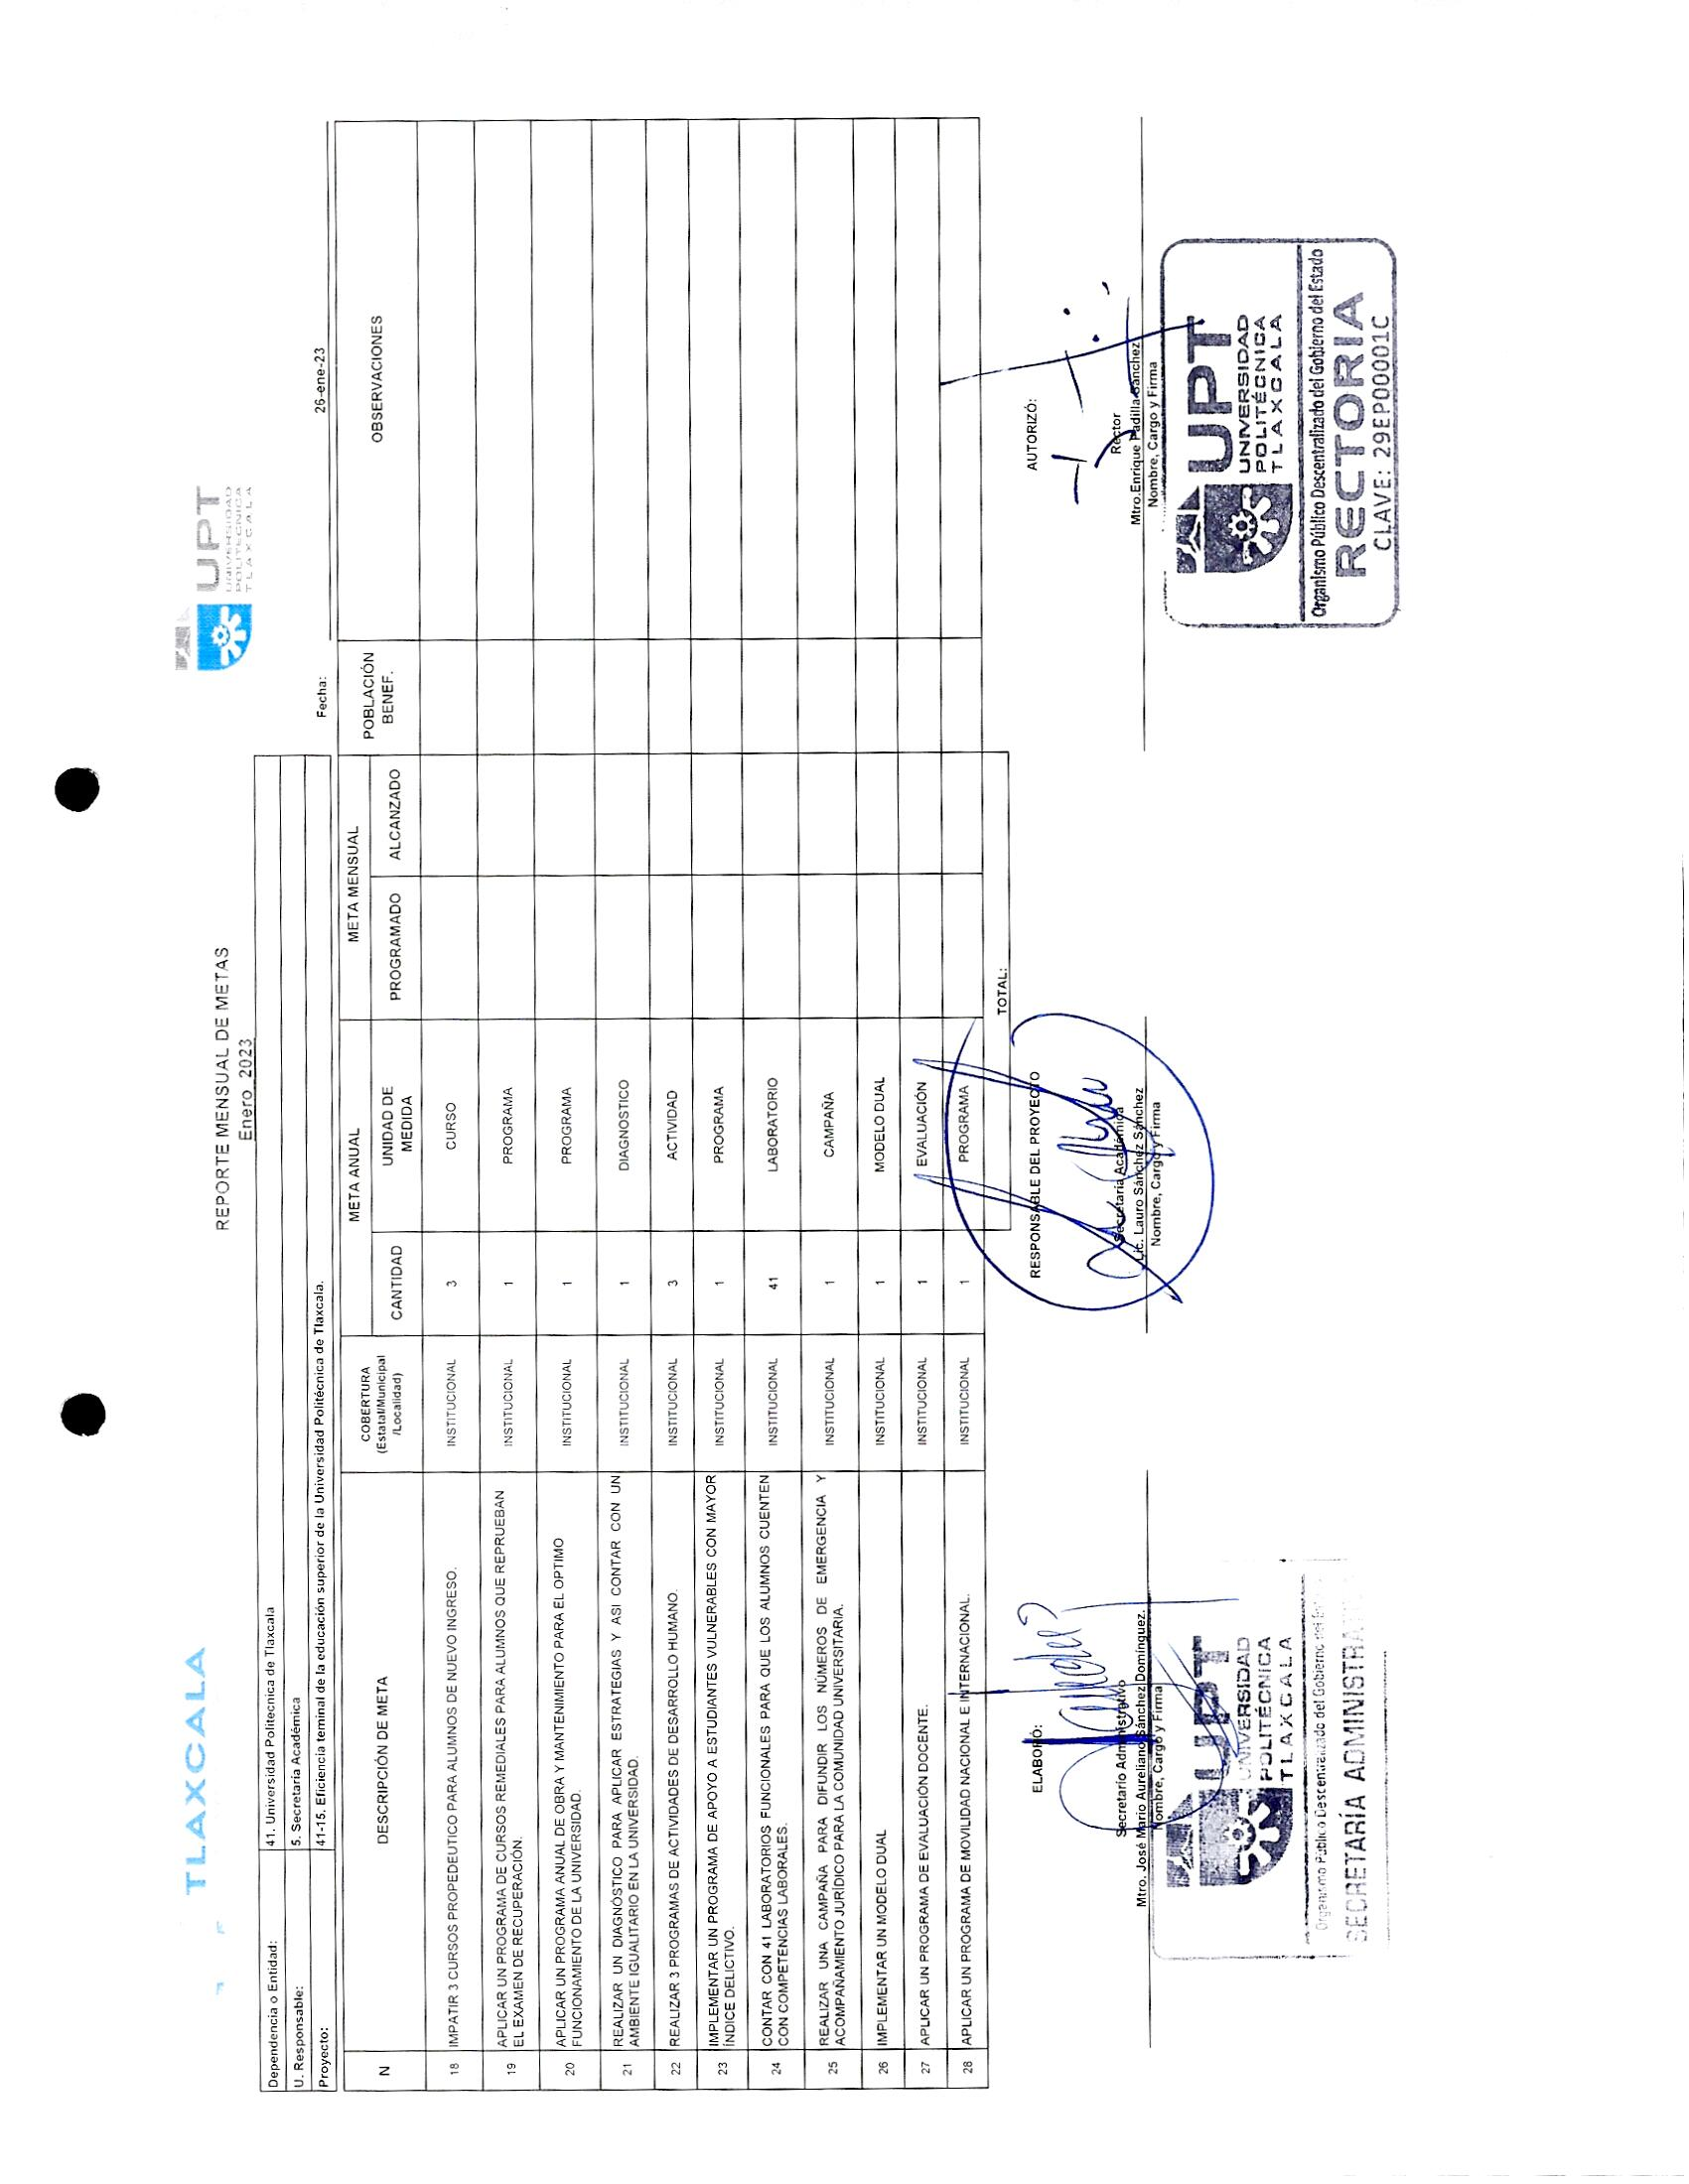 TLAXCALA
UPT
UNIVERSIDAD
POLITÉCNICA
TLAXCALA
REPORTE MENSUAL DE METAS
Enero 2023
Dependencia o Entidad: 41. Universidad Politecnica de Tlaxcala
U. Responsable: 5. Secretaría Académica
Proyecto: 41-15. Eficiencia teminal de la educación superior de la Universidad Politécnica de Tlaxcala. Fecha: 26-ene-23
N DESCRIPCIÓN DE META COBERTURA (Estatal/Municipal /Localidad) META ANUAL META MENSUAL POBLACIÓN BENEF. OBSERVACIONES
CANTIDAD UNIDAD DE MEDIDA PROGRAMADO ALCANZADO
18 IMPATIR 3 CURSOS PROPEDEUTICO PARA ALUMNOS DE NUEVO INGRESO. INSTITUCIONAL 3 CURSO
19 APLICAR UN PROGRAMA DE CURSOS REMEDIALES PARA ALUMNOS QUE REPRUEBAN
EL EXAMEN DE RECUPERACIÓN. INSTITUCIONAL 1 PROGRAMA
20 APLICAR UN PROGRAMA ANUAL DE OBRA Y MANTENIMIENTO PARA EL OPTIMO
FUNCIONAMIENTO DE LA UNIVERSIDAD. INSTITUCIONAL 1 PROGRAMA
21 REALIZAR UN DIAGNÓSTICO PARA APLICAR ESTRATEGIAS Y ASI CONTAR CON UN
AMBIENTE IGUALITARIO EN LA UNIVERSIDAD. INSTITUCIONAL 1 DIAGNOSTICO
22 REALIZAR 3 PROGRAMAS DE ACTIVIDADES DE DESARROLLO HUMANO. INSTITUCIONAL 3 ACTIVIDAD
23 IMPLEMENTAR UN PROGRAMA DE APOYO A ESTUDIANTES VULNERABLES CON MAYOR
ÍNDICE DELICTIVO. INSTITUCIONAL 1 PROGRAMA
24 CONTAR CON 41 LABORATORIOS FUNCIONALES PARA QUE LOS ALUMNOS CUENTEN
CON COMPETENCIAS LABORALES. INSTITUCIONAL 41 LABORATORIO
25 REALIZAR UNA CAMPAÑA PARA DIFUNDIR LOS NÚMEROS DE EMERGENCIA Y
ACOMPAÑAMIENTO JURÍDICO PARA LA COMUNIDAD UNIVERSITARIA. INSTITUCIONAL 1 CAMPAÑA
26 IMPLEMENTAR UN MODELO DUAL INSTITUCIONAL 1 MODELO DUAL
27 APLICAR UN PROGRAMA DE EVALUACIÓN DOCENTE. INSTITUCIONAL 1 EVALUACIÓN
28 APLICAR UN PROGRAMA DE MOVILIDAD NACIONAL E INTERNACIONAL. INSTITUCIONAL 1 PROGRAMA
TOTAL:
ELABORÓ:
Secretario Administrativo
Mtro. José Mario Aureliano Sánchez Domínguez.
Nombre, Cargo y Firma
UPT
UNIVERSIDAD
POLITÉCNICA
TLAXCALA
Organismo Público Descentralizado del Gobierno del
SECRETARÍA ADMINISTRA
RESPONSABLE DEL PROYECTO
Secretaria Académica
Lic. Lauro Sánchez Sánchez
Nombre, Cargo y Firma
AUTORIZÓ:
Rector
Mtro.Enrique Padilla Sánchez
Nombre, Cargo y Firma
UPT
UNIVERSIDAD
POLITÉCNICA
TLAXCALA
Organismo Público Descentralizado del Gobierno del Estado
RECTORIA
CLAVE: 29EPO0001C